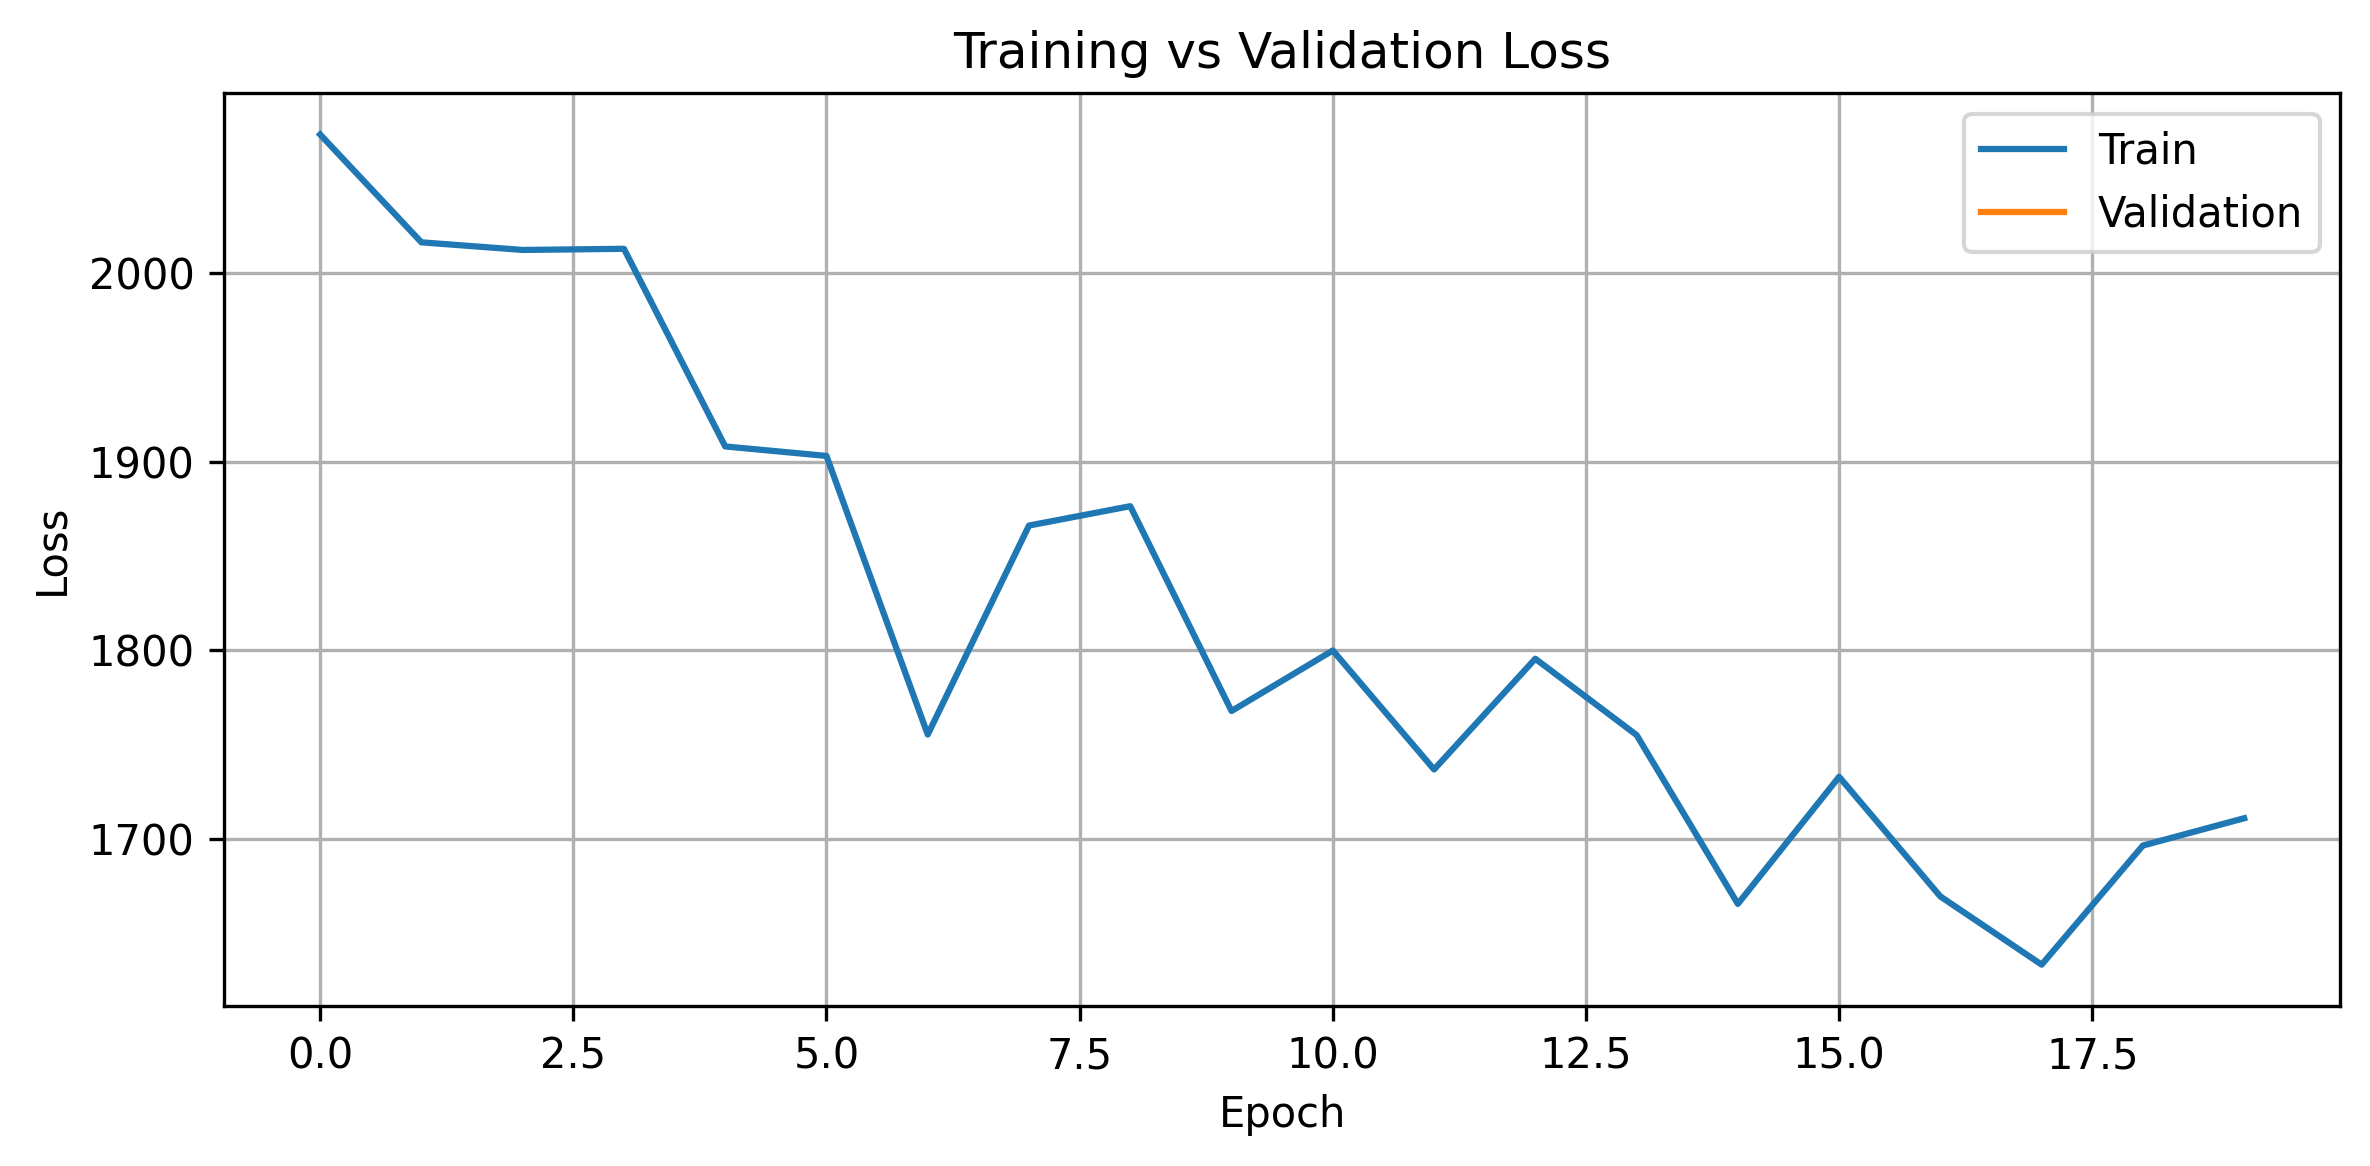 Training vs Validation Loss
Train
Validation
2000
1900
1800
1700
Loss
0.0 2.5 5.0 7.5 10.0 12.5 15.0 17.5
Epoch